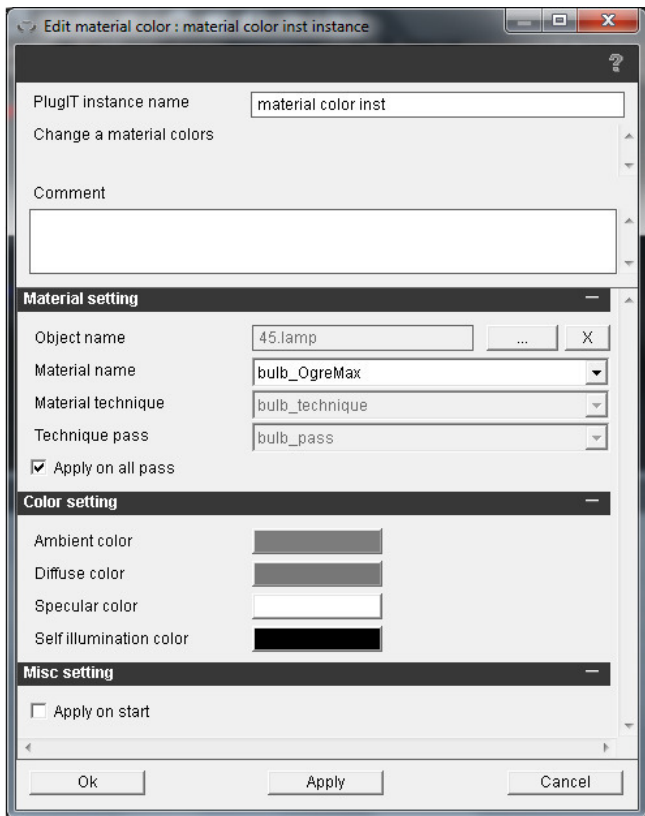 Edit material color : material color inst instance
?
PlugIT instance name material color inst
Change a material colors
Comment
Material setting
Object name 45.lamp ... X
Material name bulb_OgreMax
Material technique bulb_technique
Technique pass bulb_pass
Apply on all pass
Color setting
Ambient color
Diffuse color
Specular color
Self illumination color
Misc setting
Apply on start
Ok Apply Cancel